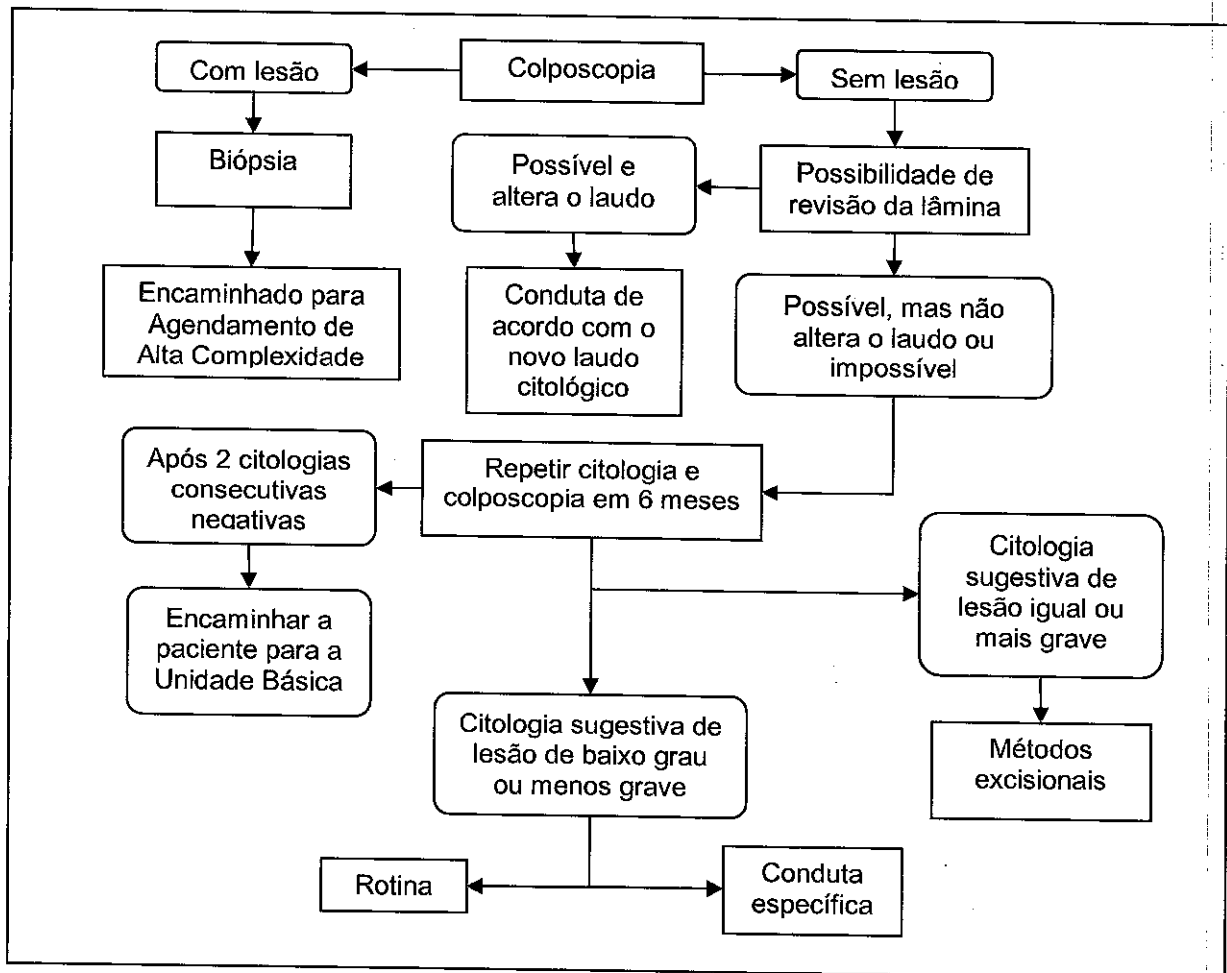 Com lesão
Colposcopia
Sem lesão
Biópsia
Possível e
altera o laudo
Possibilidade de
revisão da lâmina
Encaminhado para
Agendamento de
Alta Complexidade
Conduta de
acordo com o
novo laudo
citológico
Possível, mas não
altera o laudo ou
impossível
Após 2 citologias
consecutivas
negativas
Repetir citologia e
colposcopia em 6 meses
Citologia
sugestiva de
lesão igual ou
mais grave
Encaminhar a
paciente para a
Unidade Básica
Citologia sugestiva de
lesão de baixo grau
ou menos grave
Métodos
excisionais
Rotina
Conduta
específica